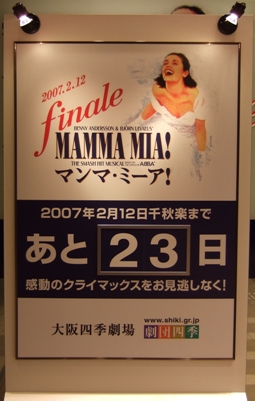 2007.2.12
finale
BENNY ANDERSSON & BJÖRN ULVAEUS'
MAMMA MIA!
THE SMASH HIT MUSICAL ABBA®
マンマ・ミーア!
2007年2月12日千秋楽まで
あと 23 日
感動のクライマックスをお見逃しなく!
大阪四季劇場
www.shiki.gr.jp
劇団四季